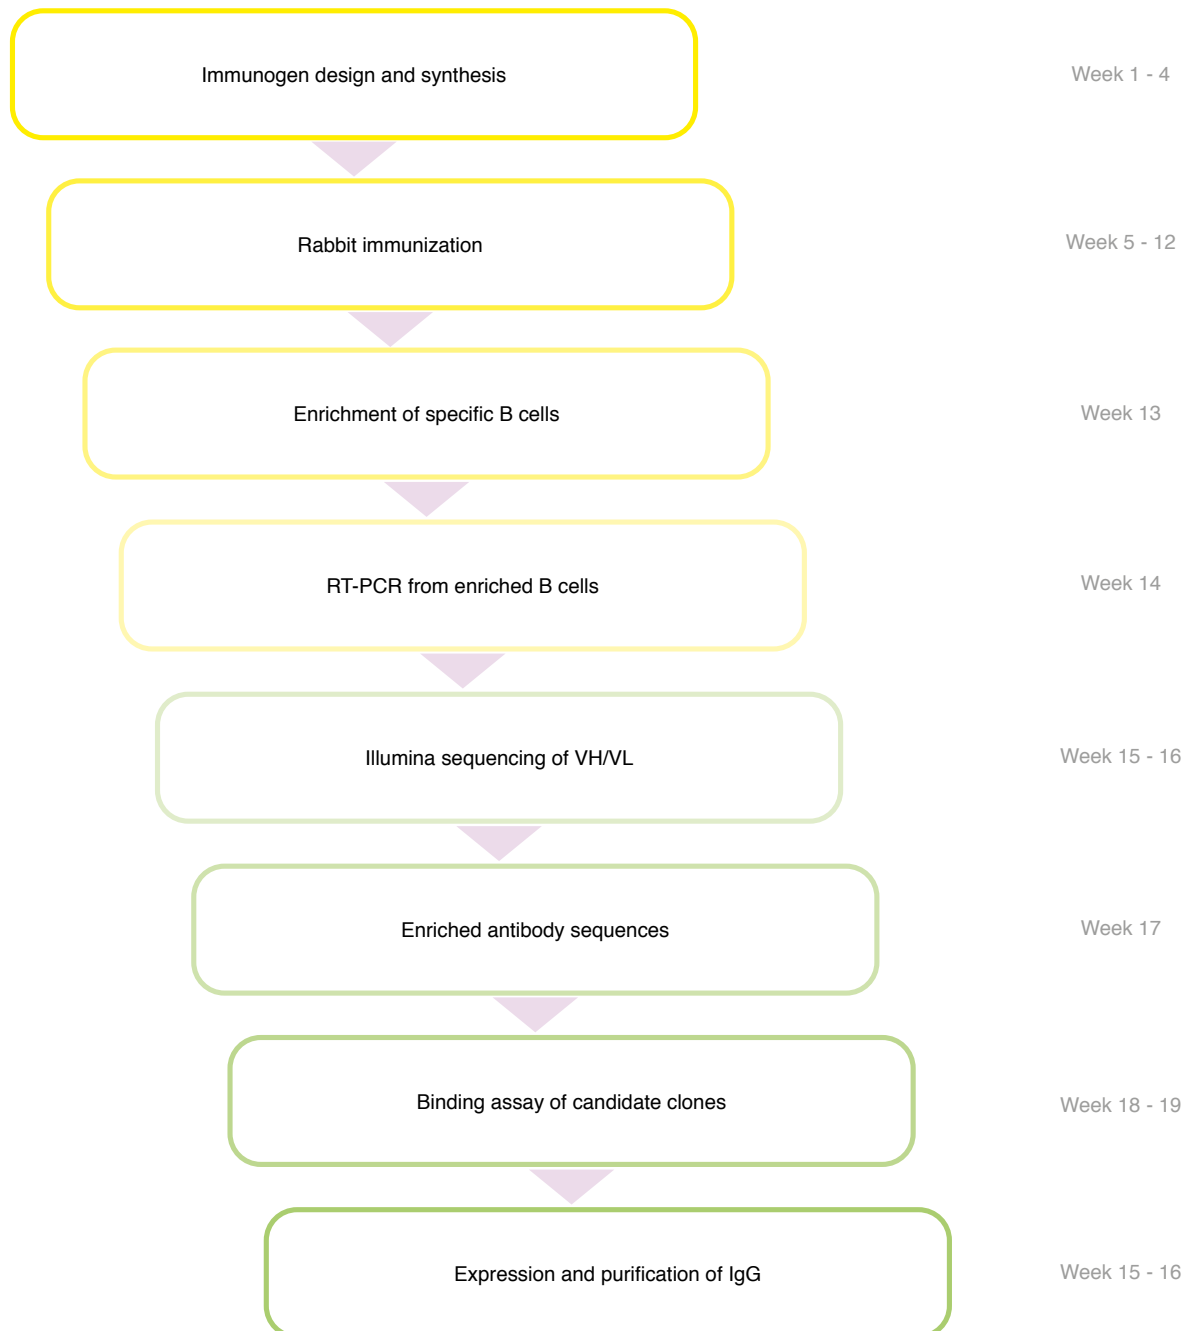 Immunogen design and synthesis
Week 1 - 4
Rabbit immunization
Week 5 - 12
Enrichment of specific B cells
Week 13
RT-PCR from enriched B cells
Week 14
Illumina sequencing of VH/VL
Week 15 - 16
Enriched antibody sequences
Week 17
Binding assay of candidate clones
Week 18 - 19
Expression and purification of IgG
Week 15 - 16